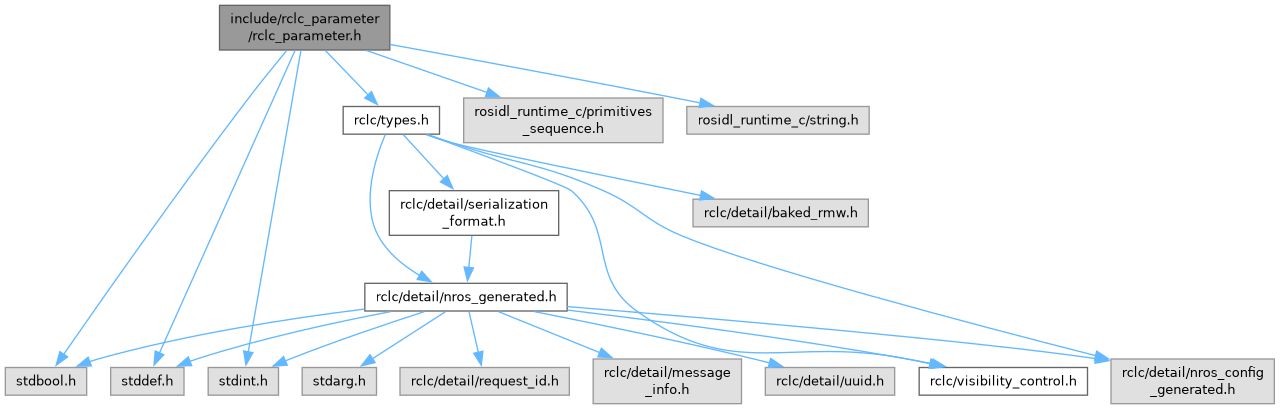 include/rclc_parameter
/rclc_parameter.h
rclc/types.h
rosidl_runtime_c/primitives
_sequence.h
rosidl_runtime_c/string.h
rclc/detail/serialization
_format.h
rclc/detail/baked_rmw.h
rclc/detail/nros_generated.h
stdbool.h
stddef.h
stdint.h
stdarg.h
rclc/detail/request_id.h
rclc/detail/message
_info.h
rclc/detail/uuid.h
rclc/visibility_control.h
rclc/detail/nros_config
_generated.h